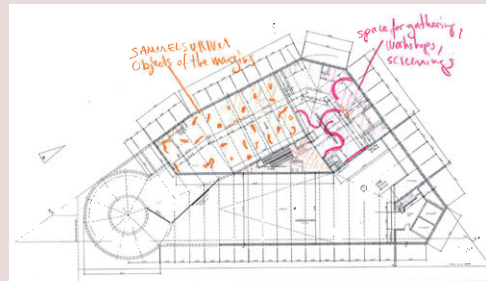 SAMMELSURIUM
Objects of the margins
space for gathering,
workshops,
screenings